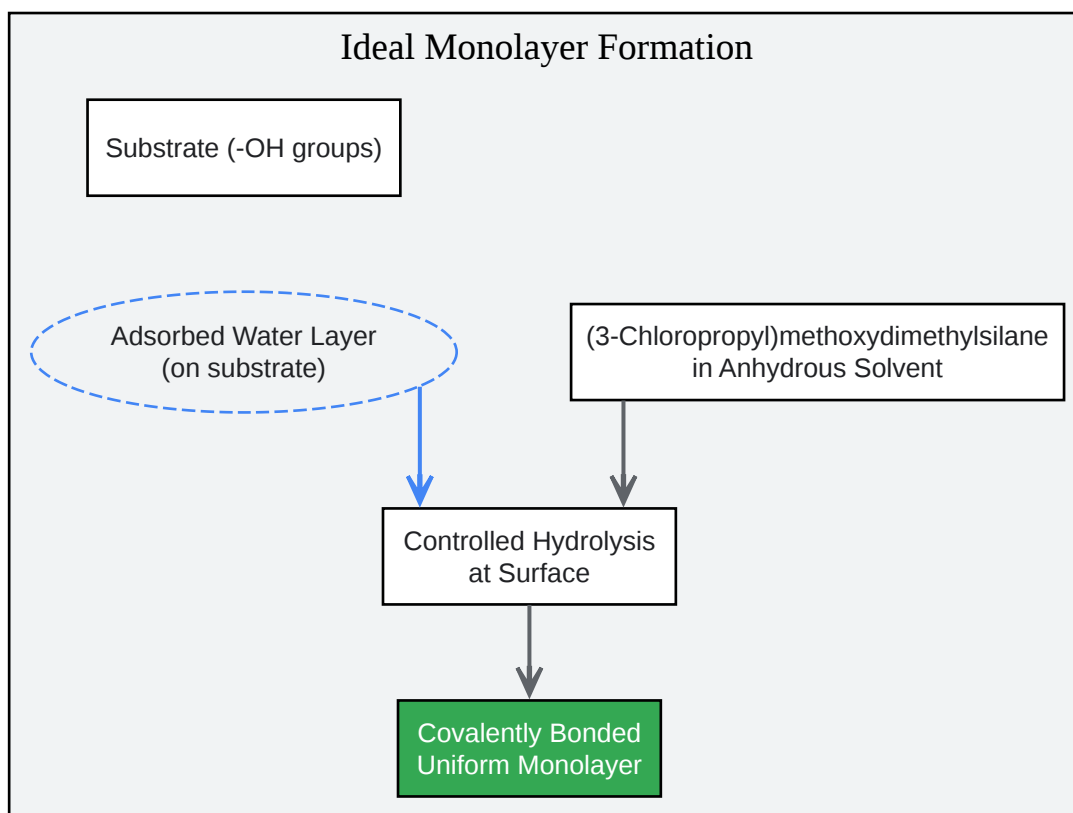 Ideal Monolayer Formation
Substrate (-OH groups)
Adsorbed Water Layer
(on substrate)
(3-Chloropropyl)methoxydimethylsilane
in Anhydrous Solvent
Controlled Hydrolysis
at Surface
Covalently Bonded
Uniform Monolayer